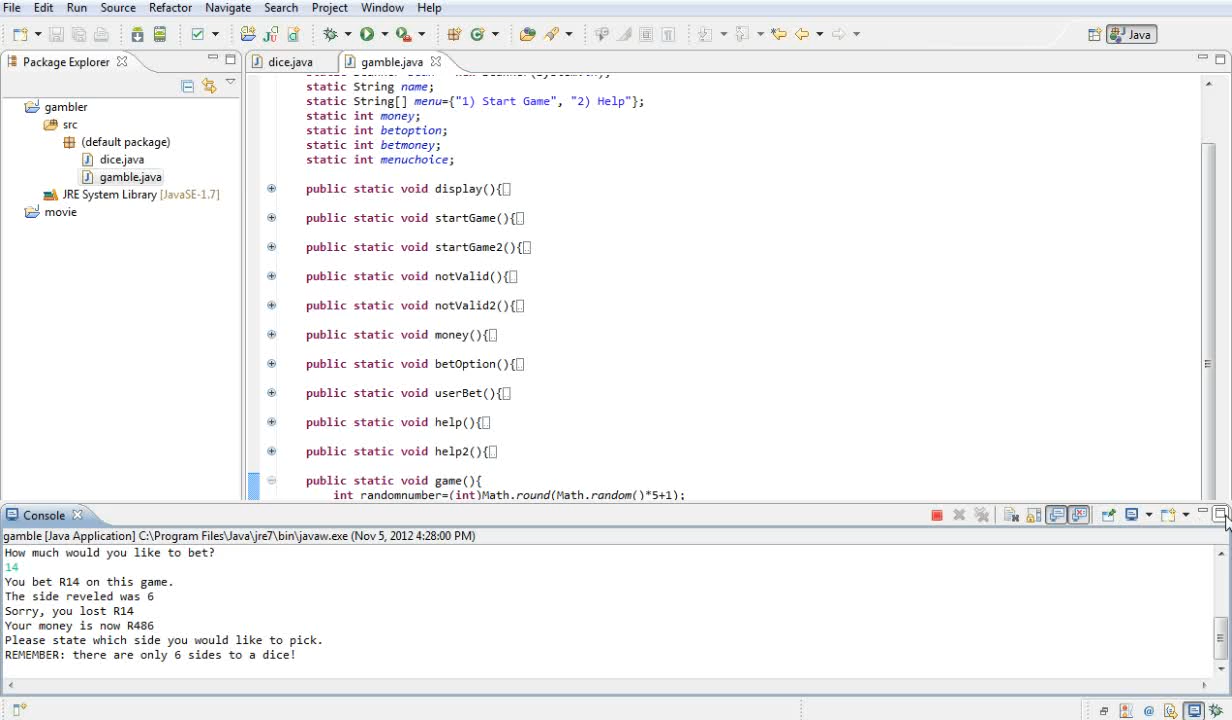 File Edit Run Source Refactor Navigate Search Project Window Help
Java
Package Explorer
dice.java
gamble.java
gambler
src
(default package)
dice.java
gamble.java
JRE System Library [JavaSE-1.7]
movie
static String name;
static String[] menu={"1) Start Game", "2) Help"};
static int money;
static int betoption;
static int betmoney;
static int menuchoice;
public static void display(){
public static void startGame(){
public static void startGame2(){
public static void notValid(){
public static void notValid2(){
public static void money(){
public static void betOption(){
public static void userBet(){
public static void help(){
public static void help2(){
public static void game(){
int randomnumber=(int)Math.round(Math.random()*5+1);
Console
gamble [Java Application] C:\Program Files\Java\jre7\bin\javaw.exe (Nov 5, 2012 4:28:00 PM)
How much would you like to bet?
14
You bet R14 on this game.
The side reveled was 6
Sorry, you lost R14
Your money is now R486
Please state which side you would like to pick.
REMEMBER: there are only 6 sides to a dice!